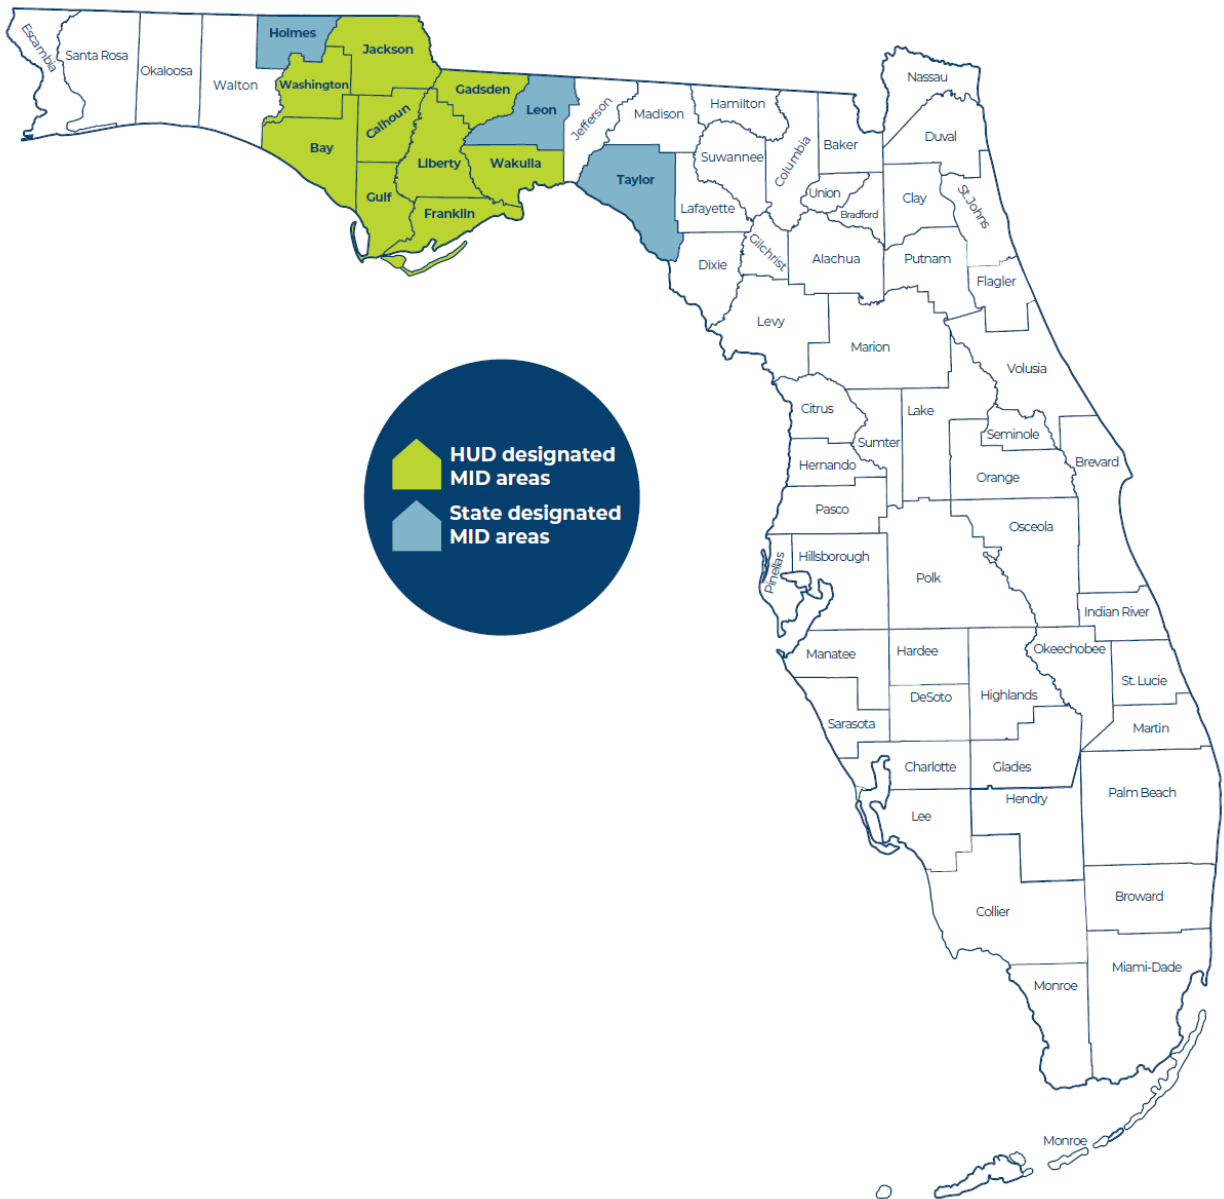 Escambia
Santa Rosa
Okaloosa
Walton
Holmes
Jackson
Washington
Bay
Calhoun
Gulf
Gadsden
Liberty
Franklin
Leon
Wakulla
Jefferson
Madison
Taylor
Hamilton
Suwannee
Lafayette
Dixie
Columbia
Gilchrist
Baker
Union
Bradford
Alachua
Nassau
Duval
Clay
St. Johns
Putnam
Flagler
Levy
Marion
Volusia
Citrus
Sumter
Lake
Seminole
Hernando
Orange
Brevard
Pasco
Osceola
Pinellas
Hillsborough
Polk
Indian River
Manatee
Hardee
Okeechobee
St. Lucie
DeSoto
Highlands
Sarasota
Martin
Charlotte
Glades
Lee
Hendry
Palm Beach
Collier
Broward
Monroe
Miami-Dade
Monroe
HUD designated
MID areas
State designated
MID areas